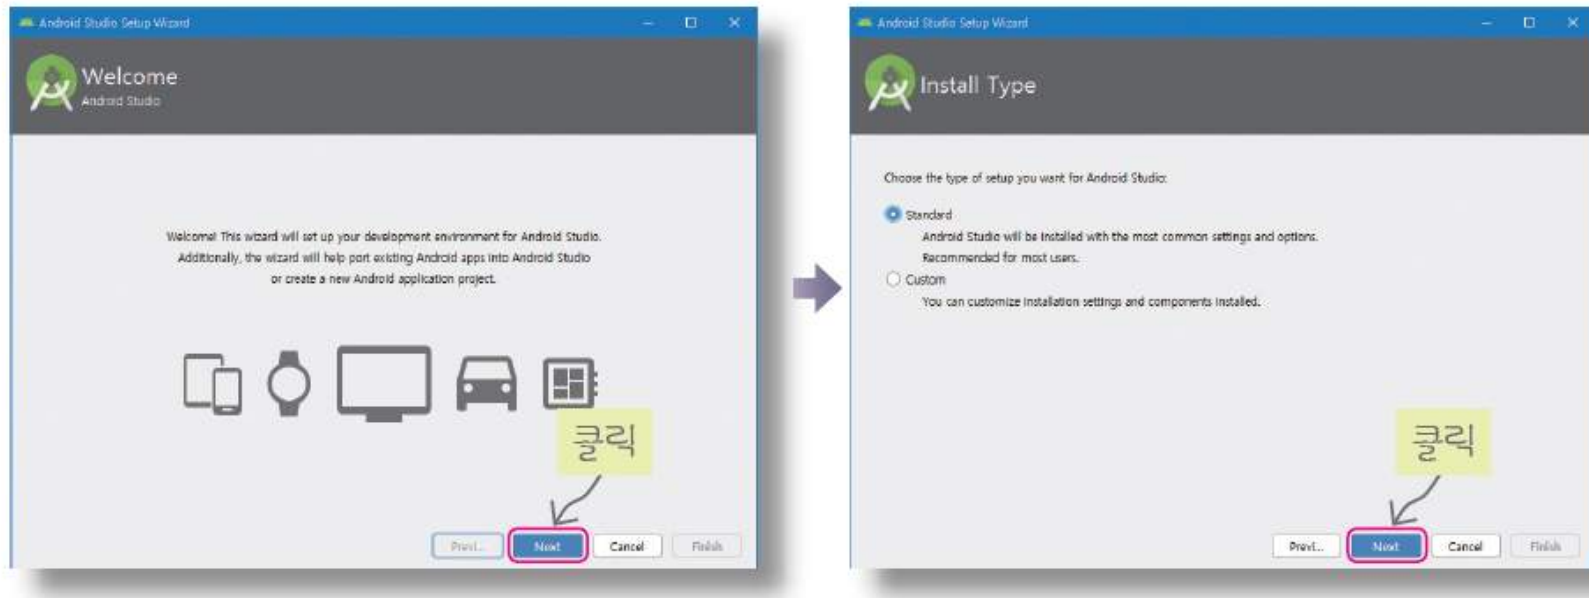 Android Studio Setup Wizard
Welcome
Android Studio
Welcome! This wizard will set up your development environment for Android Studio.
Additionally, the wizard will help port existing Android apps into Android Studio
or create a new Android application project.
클릭
Previ...
Next
Cancel
Finish
Android Studio Setup Wizard
Install Type
Choose the type of setup you want for Android Studio:
Standard
Android Studio will be installed with the most common settings and options.
Recommended for most users.
Custom
You can customize installation settings and components installed.
클릭
Previ...
Next
Cancel
Finish